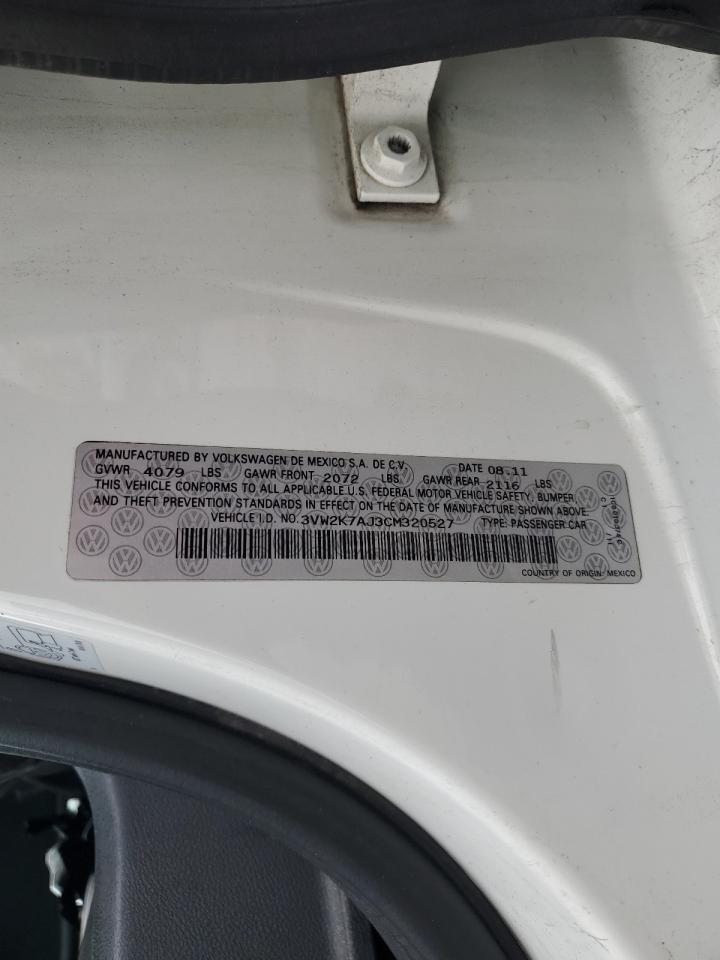 MANUFACTURED BY VOLKSWAGEN DE MEXICO S.A. DE C.V. DATE 08.11
GVWR 4079 LBS GAWR FRONT 2072 LBS. GAWR REAR 2116 LBS
THIS VEHICLE CONFORMS TO ALL APPLICABLE U.S. FEDERAL MOTOR VEHICLE SAFETY, BUMPER
AND THEFT PREVENTION STANDARDS IN EFFECT ON THE DATE OF MANUFACTURE SHOWN ABOVE.
VEHICLE I.D. NO. 3VW2K7AJ3CM320527 TYPE: PASSENGER CAR
COUNTRY OF ORIGIN: MEXICO